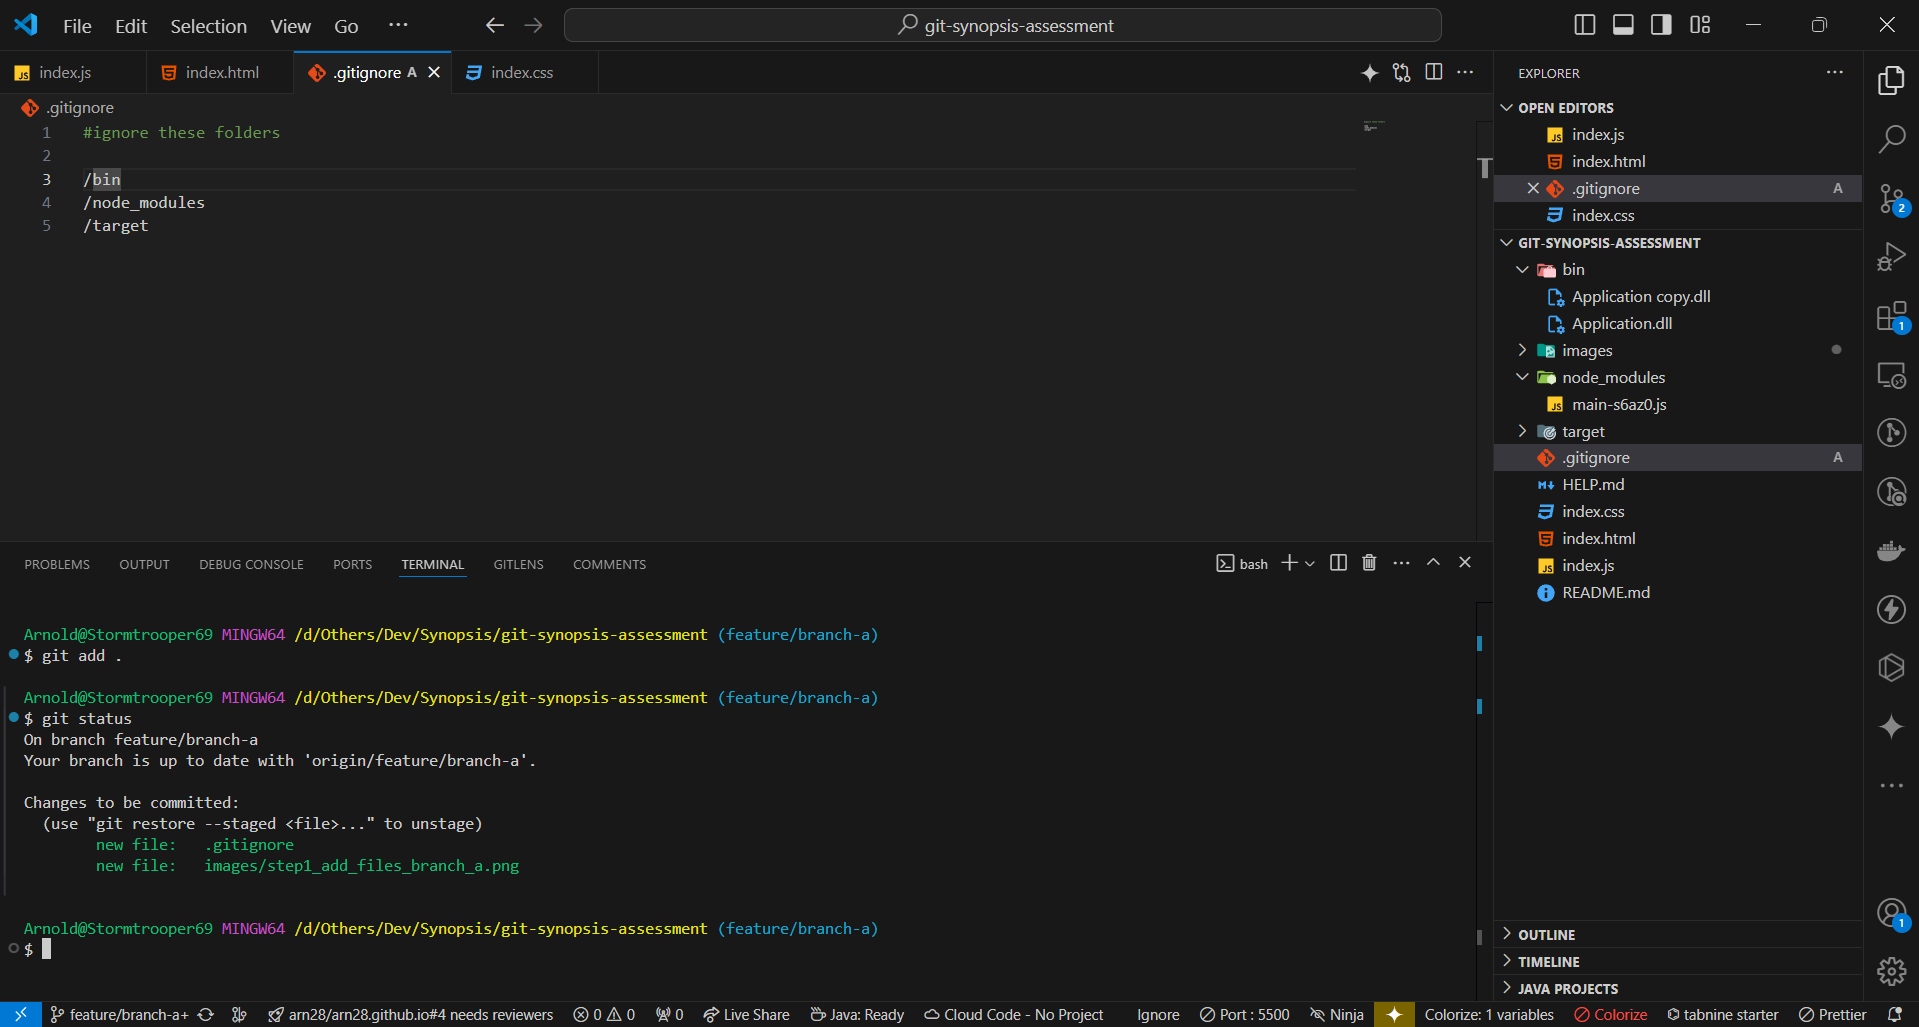 File Edit Selection View Go ··· git-synopsis-assessment
index.js index.html .gitignore A index.css
.gitignore
1 #ignore these folders
2
3 /bin
4 /node_modules
5 /target
PROBLEMS OUTPUT DEBUG CONSOLE PORTS TERMINAL GITLENS COMMENTS bash
Arnold@Stormtrooper69 MINGW64 /d/Others/Dev/Synopsis/git-synopsis-assessment (feature/branch-a)
$ git add .
Arnold@Stormtrooper69 MINGW64 /d/Others/Dev/Synopsis/git-synopsis-assessment (feature/branch-a)
$ git status
On branch feature/branch-a
Your branch is up to date with 'origin/feature/branch-a'.
Changes to be committed:
(use "git restore --staged <file>..." to unstage)
new file: .gitignore
new file: images/step1_add_files_branch_a.png
Arnold@Stormtrooper69 MINGW64 /d/Others/Dev/Synopsis/git-synopsis-assessment (feature/branch-a)
$
EXPLORER
OPEN EDITORS
index.js
index.html
.gitignore A
index.css
GIT-SYNOPSIS-ASSESSMENT
bin
Application copy.dll
Application.dll
images
node_modules
main-s6az0.js
target
.gitignore A
HELP.md
index.css
index.html
index.js
README.md
OUTLINE
TIMELINE
JAVA PROJECTS
2
1
1
feature/branch-a+ arn28/arn28.github.io#4 needs reviewers 0 0 0 Live Share Java: Ready Cloud Code - No Project Ignore Port : 5500 Ninja Colorize: 1 variables Colorize tabnine starter Prettier